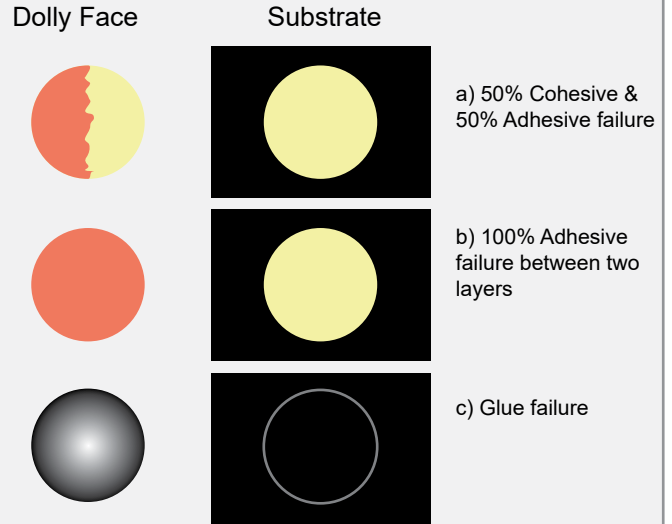 Dolly Face
Substrate
a) 50% Cohesive &
50% Adhesive failure
b) 100% Adhesive
failure between two
layers
c) Glue failure